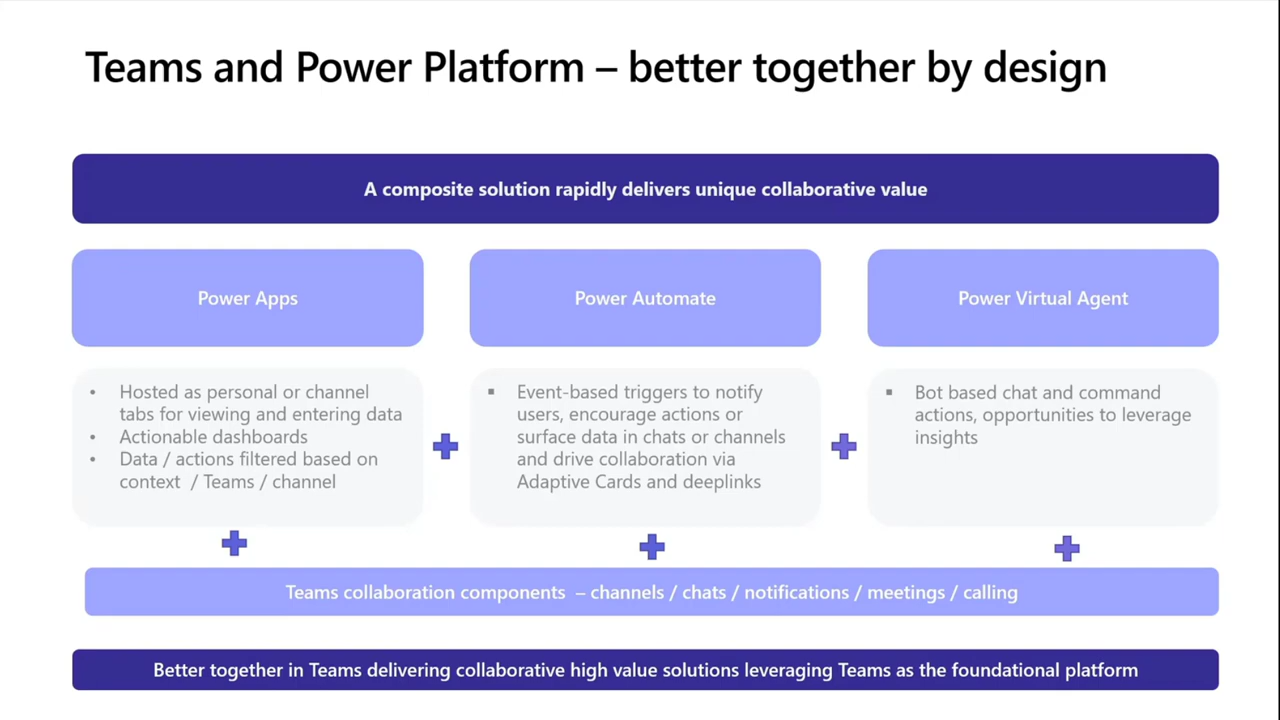 Teams and Power Platform – better together by design
A composite solution rapidly delivers unique collaborative value
Power Apps
Power Automate
Power Virtual Agent
• Hosted as personal or channel
tabs for viewing and entering data
• Actionable dashboards
• Data / actions filtered based on
context / Teams / channel
▪ Event-based triggers to notify
users, encourage actions or
surface data in chats or channels
and drive collaboration via
Adaptive Cards and deeplinks
▪ Bot based chat and command
actions, opportunities to leverage
insights
Teams collaboration components – channels / chats / notifications / meetings / calling
Better together in Teams delivering collaborative high value solutions leveraging Teams as the foundational platform